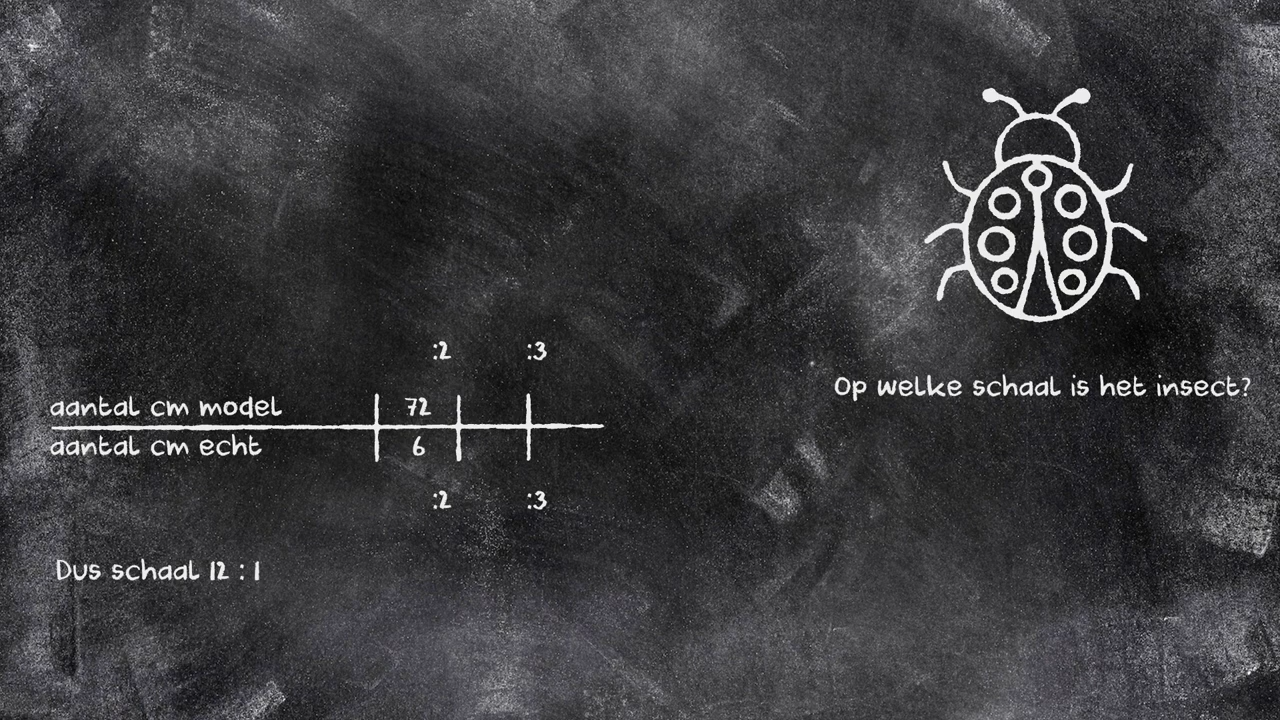 :2 :3
aantal cm model 72
aantal cm echt 6
:2 :3
Dus schaal 12 : 1
Op welke schaal is het insect?